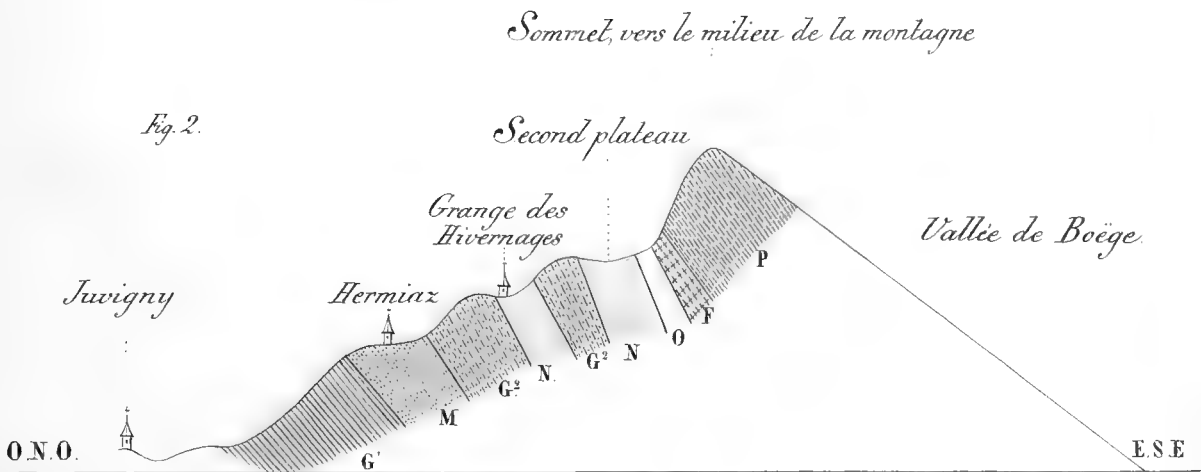 Sommet, vers le milieu de la montagne
Fig. 2.
Second plateau
Grange des
Hivernages
Vallée de Boëge.
Juvigny
Hermiaz
P
F
O
N
G²
N.
G²
M
G'
O.N.O.
E.S.E